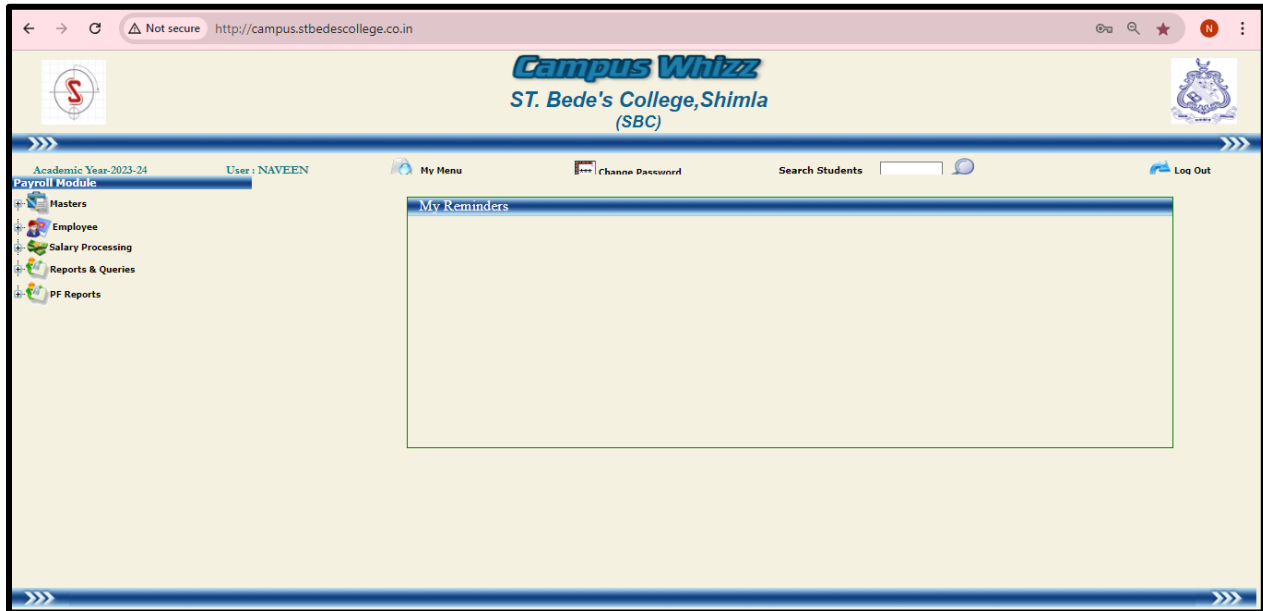 Not secure http://campus.stbedescollege.co.in
N
S
Campus Whizz
ST. Bede's College,Shimla
(SBC)
Academic Year-2023-24 User : NAVEEN My Menu Change Password Search Students Log Out
Payroll Module
Masters
Employee
Salary Processing
Reports & Queries
PF Reports
My Reminders